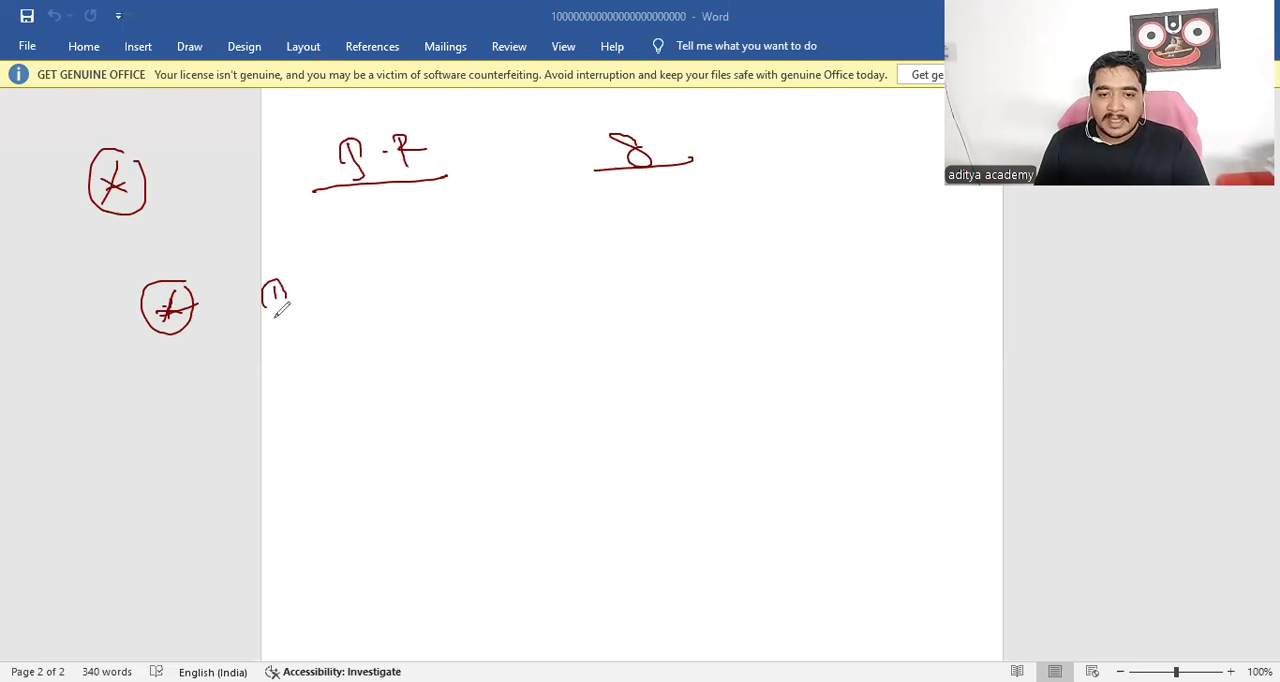 10000000000000000000000 - Word
File Home Insert Draw Design Layout References Mailings Review View Help Tell me what you want to do
GET GENUINE OFFICE Your license isn't genuine, and you may be a victim of software counterfeiting. Avoid interruption and keep your files safe with genuine Office today. Get ge
aditya academy
Page 2 of 2 340 words English (India) Accessibility: Investigate 100%